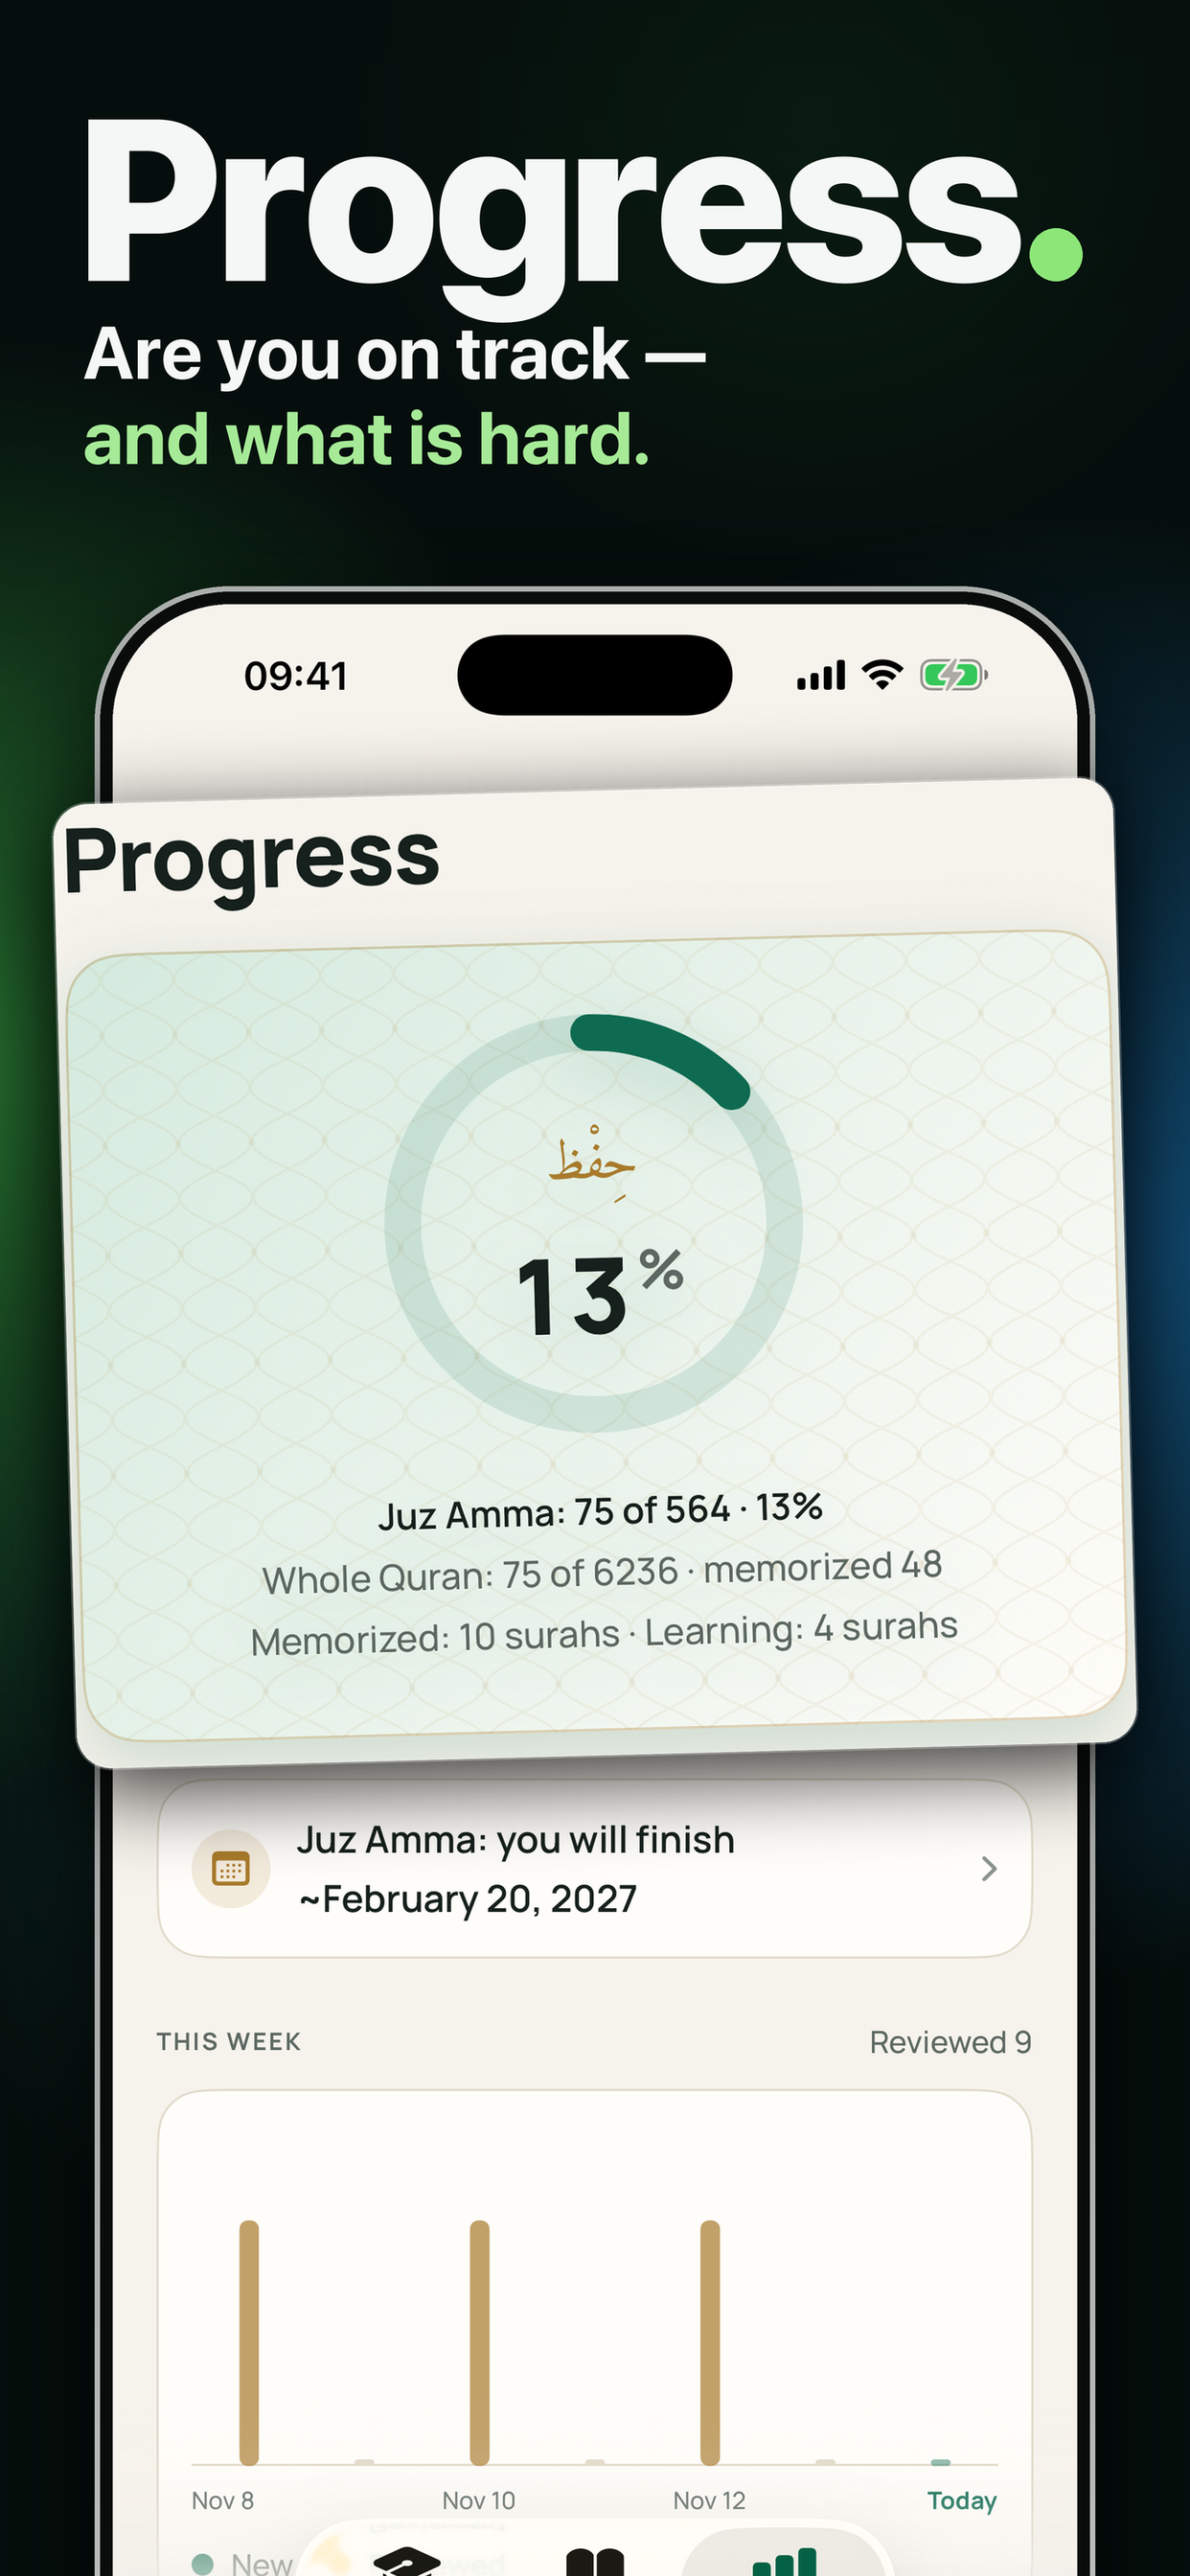 Progress.
Are you on track —
and what is hard.
09:41
Progress
حِفْظ
13%
Juz Amma: 75 of 564 · 13%
Whole Quran: 75 of 6236 · memorized 48
Memorized: 10 surahs · Learning: 4 surahs
Juz Amma: you will finish
~February 20, 2027
THIS WEEK
Reviewed 9
Nov 8
Nov 10
Nov 12
Today
New